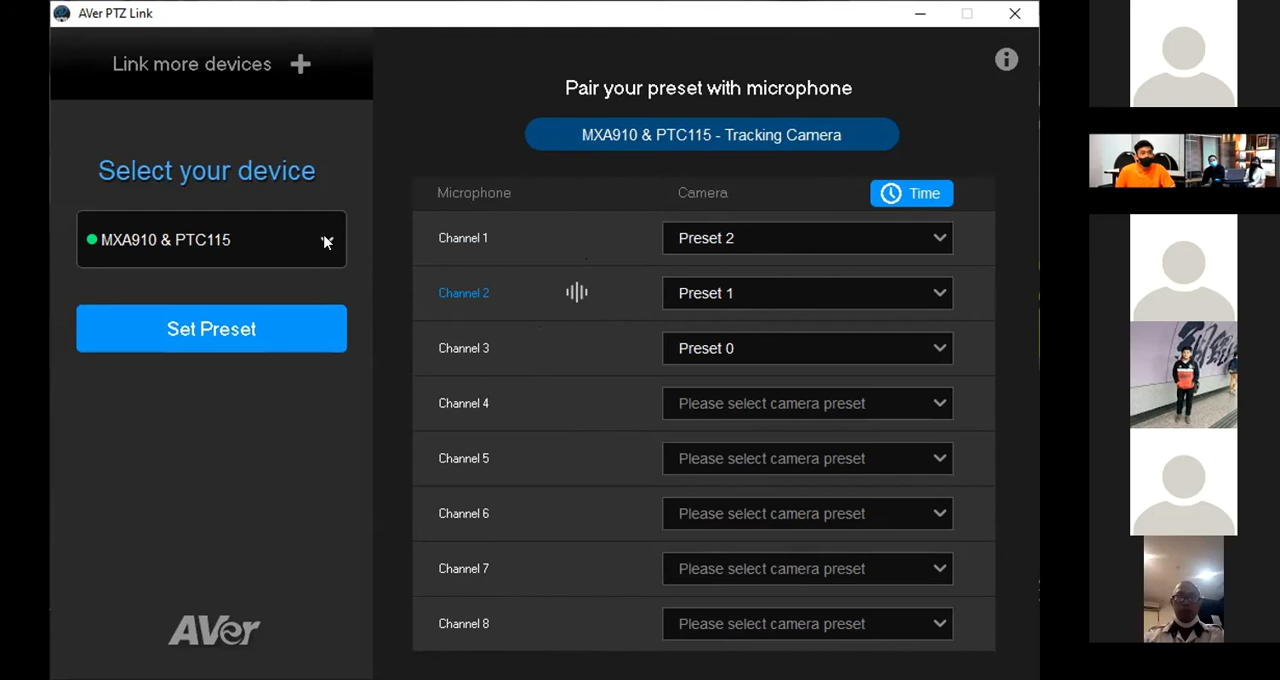 AVer PTZ Link
Link more devices +
Select your device
MXA910 & PTC115
Set Preset
AVer
Pair your preset with microphone
MXA910 & PTC115 - Tracking Camera
Microphone Camera Time
Channel 1 Preset 2
Channel 2 Preset 1
Channel 3 Preset 0
Channel 4 Please select camera preset
Channel 5 Please select camera preset
Channel 6 Please select camera preset
Channel 7 Please select camera preset
Channel 8 Please select camera preset